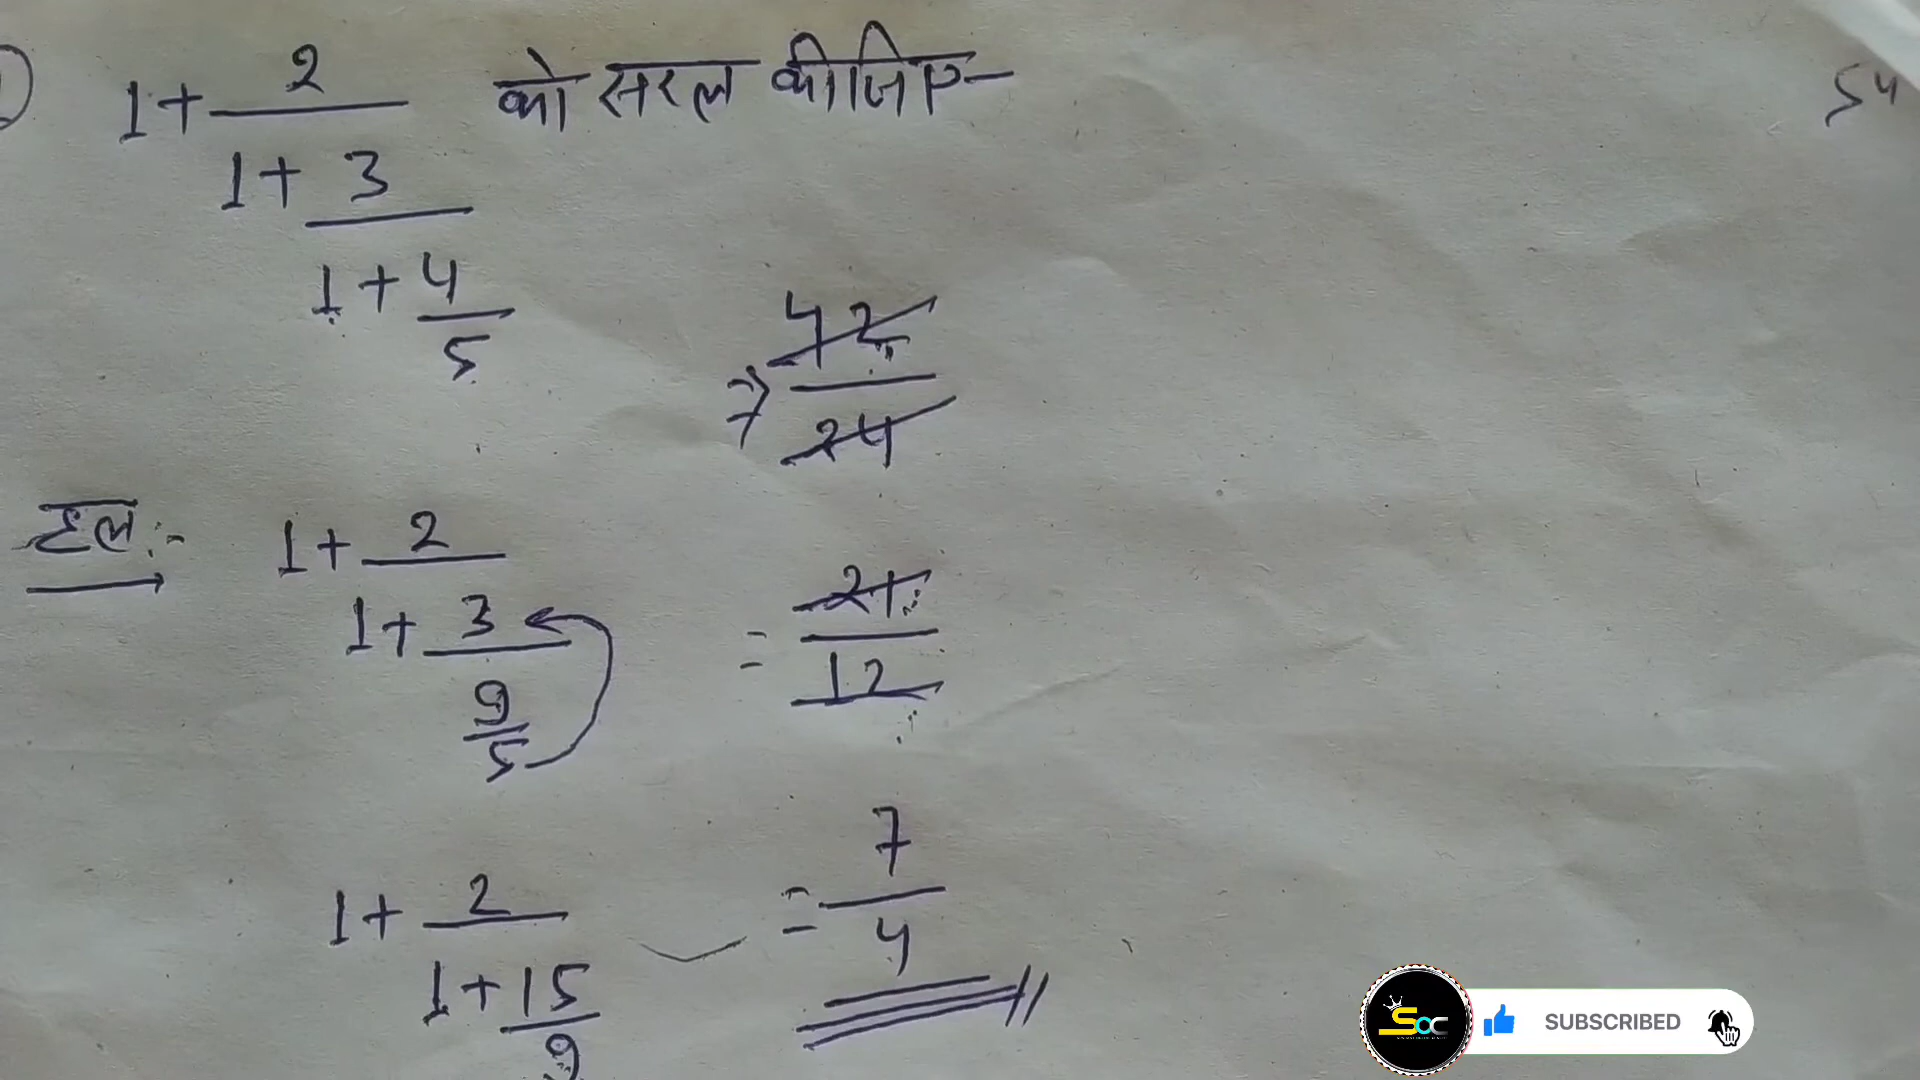 1 + 2 को सरल कीजिए-
1 + 3
1 + 4
5
हल:-
1 + 2
1 + 3
9
5
1 + 2
1 + 15
9
54
⇒ 42
24
= 21
12
= 7
4
Soc
SUBSCRIBED